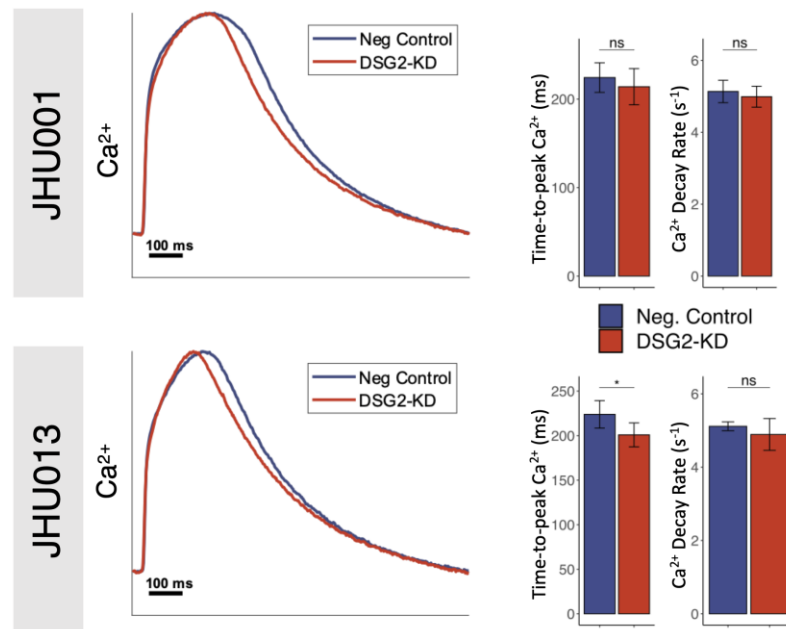 JHU001
Ca²⁺
Neg Control
DSG2-KD
100 ms
Time-to-peak Ca²⁺ (ms)
200
100
0
ns
Ca²⁺ Decay Rate (s⁻¹)
6
4
2
0
ns
Neg. Control
DSG2-KD
JHU013
Ca²⁺
Neg Control
DSG2-KD
100 ms
Time-to-peak Ca²⁺ (ms)
250
200
150
100
50
0
*
Ca²⁺ Decay Rate (s⁻¹)
6
4
2
0
ns